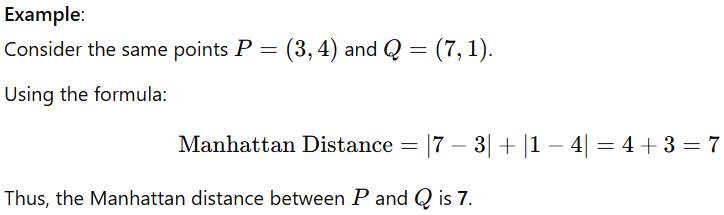 Example:
Consider the same points P = (3, 4) and Q = (7, 1).
Using the formula:
Manhattan Distance = |7 − 3| + |1 − 4| = 4 + 3 = 7
Thus, the Manhattan distance between P and Q is 7.